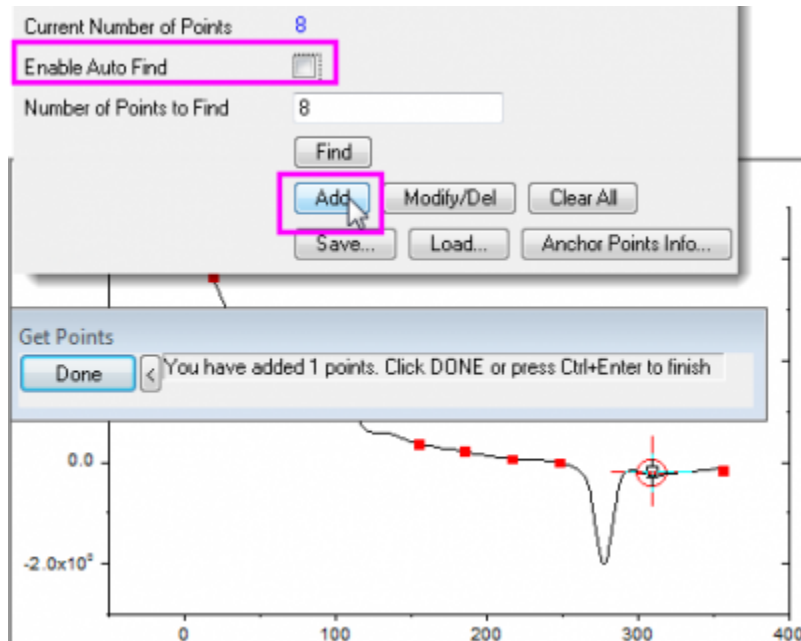 Current Number of Points 8
Enable Auto Find
Number of Points to Find 8
Find
Add Modify/Del Clear All
Save... Load... Anchor Points Info...
Get Points
Done < You have added 1 points. Click DONE or press Ctrl+Enter to finish
0.0
-2.0x10²
0 100 200 300 400